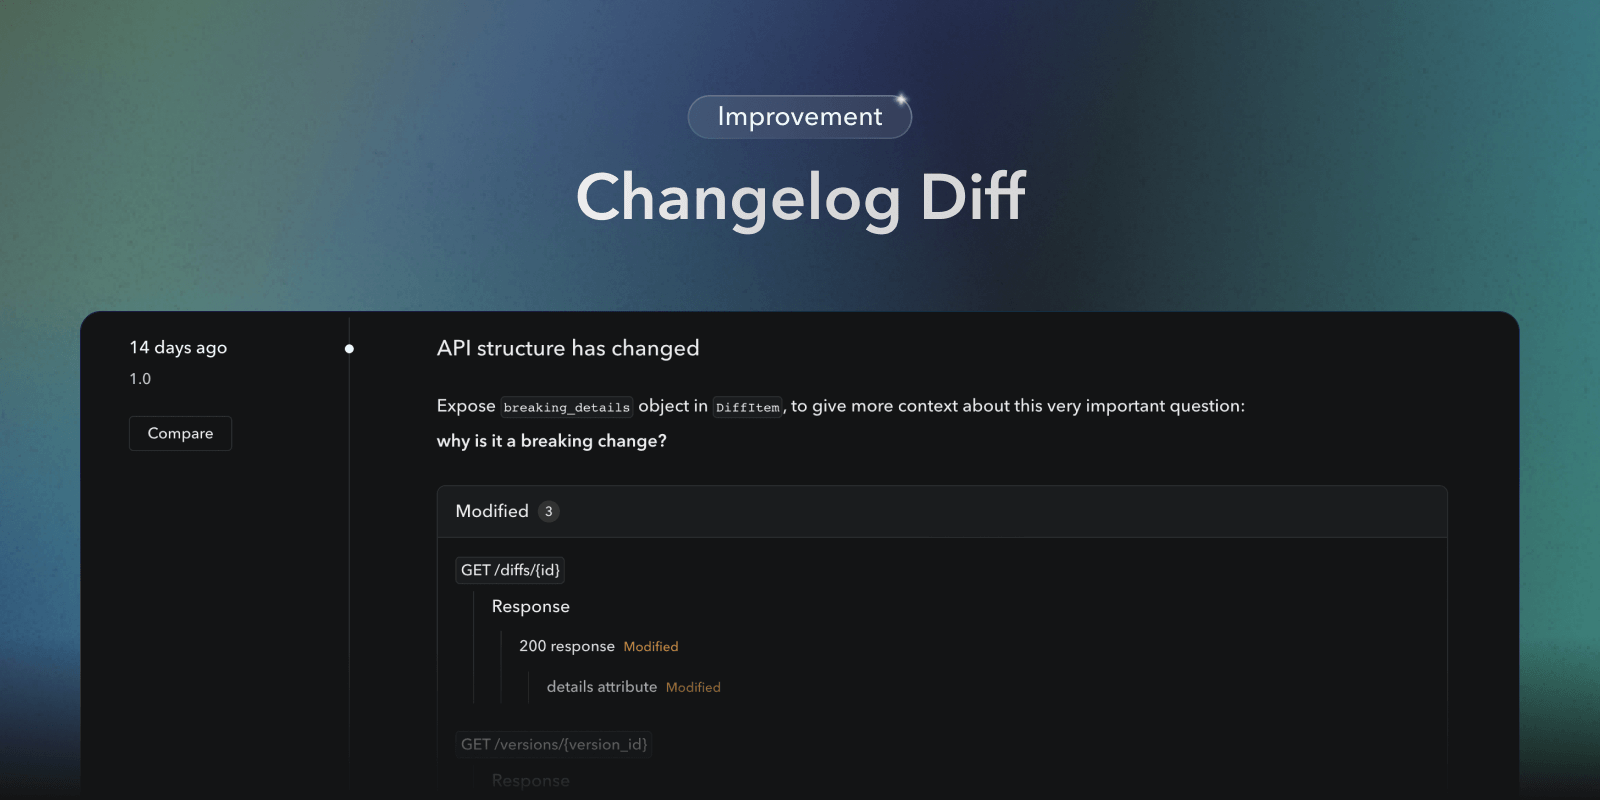 Improvement
Changelog Diff
14 days ago
1.0
Compare
API structure has changed
Expose breaking_details object in DiffItem, to give more context about this very important question:
why is it a breaking change?
Modified 3
GET /diffs/{id}
Response
200 response Modified
details attribute Modified
GET /versions/{version_id}
Response